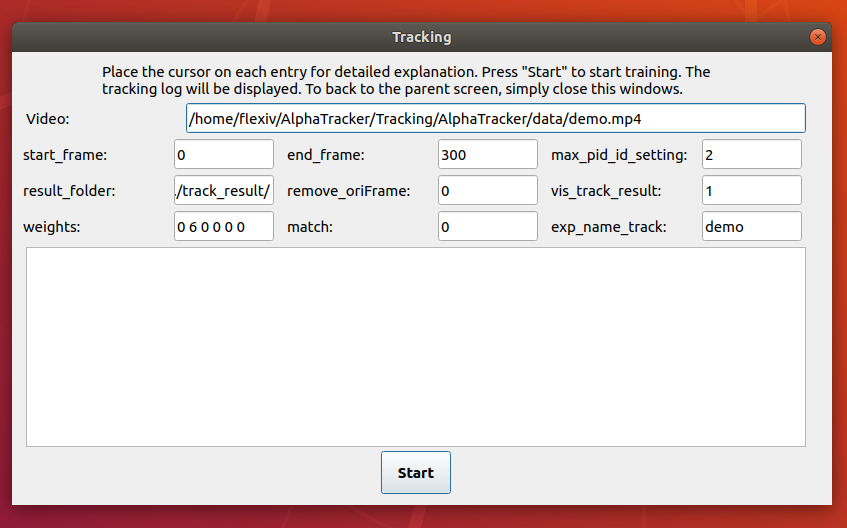 Tracking
Place the cursor on each entry for detailed explanation. Press "Start" to start training. The
tracking log will be displayed. To back to the parent screen, simply close this windows.
Video: /home/flexiv/AlphaTracker/Tracking/AlphaTracker/data/demo.mp4
start_frame: 0 end_frame: 300 max_pid_id_setting: 2
result_folder: ./track_result/ remove_oriFrame: 0 vis_track_result: 1
weights: 0 6 0 0 0 0 match: 0 exp_name_track: demo
Start